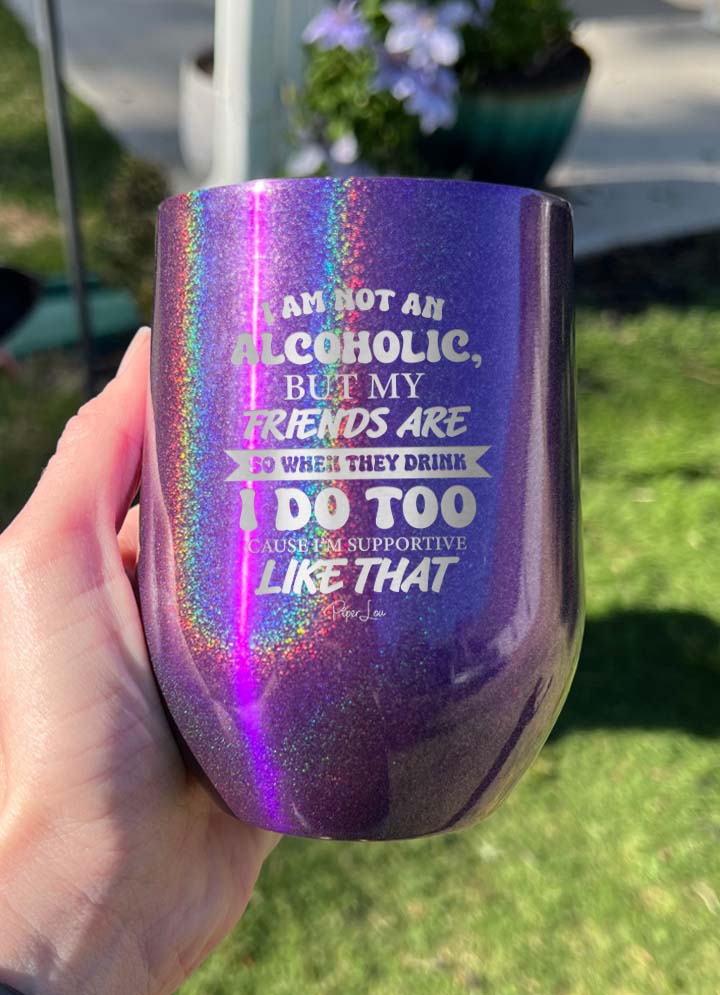 I AM NOT AN
ALCOHOLIC,
BUT MY
FRIENDS ARE
SO WHEN THEY DRINK
I DO TOO
CAUSE I'M SUPPORTIVE
LIKE THAT
Piper Lou